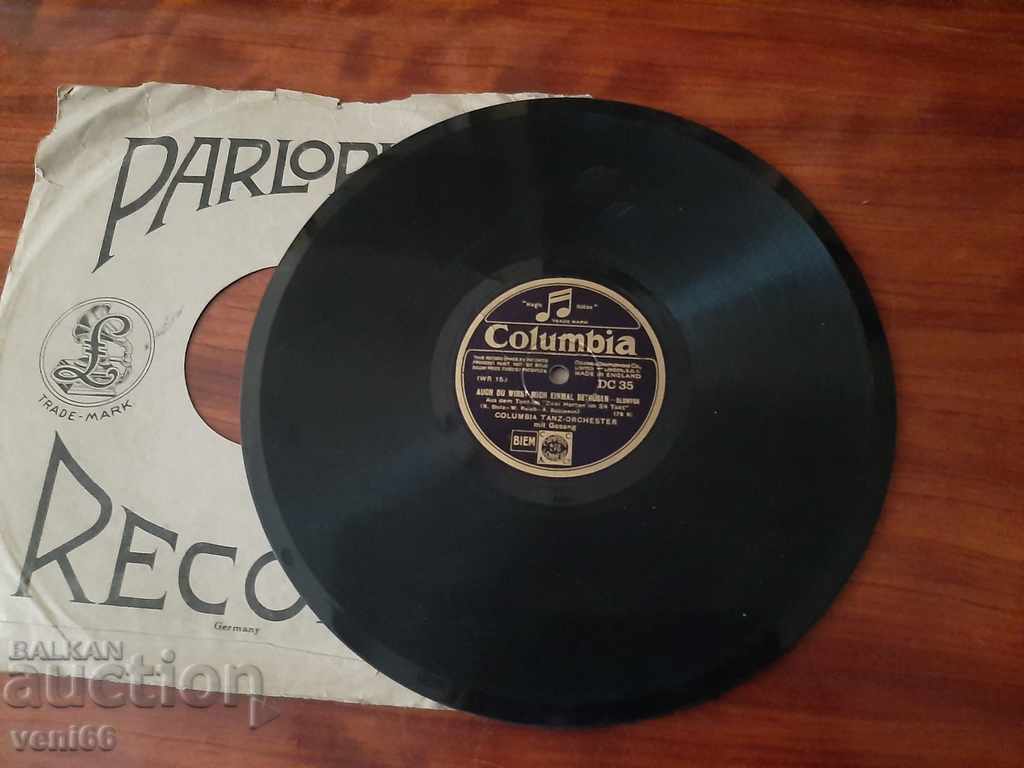 PARLOP
TRADE-MARK
RECO
Germany
"Magic Notes"
TRADE MARK
Columbia
MADE IN ENGLAND
(WR 15.)
DC 35
AUCH DU WIRST MICH EINMAL BETRÜGEN - SLOWFOX
Aus dem Tonfilm "Zwei Herzen im ¾ Takt"
COLUMBIA TANZ-ORCHESTER
mit Gesang
BIEM
BALKAN
auction
veni66